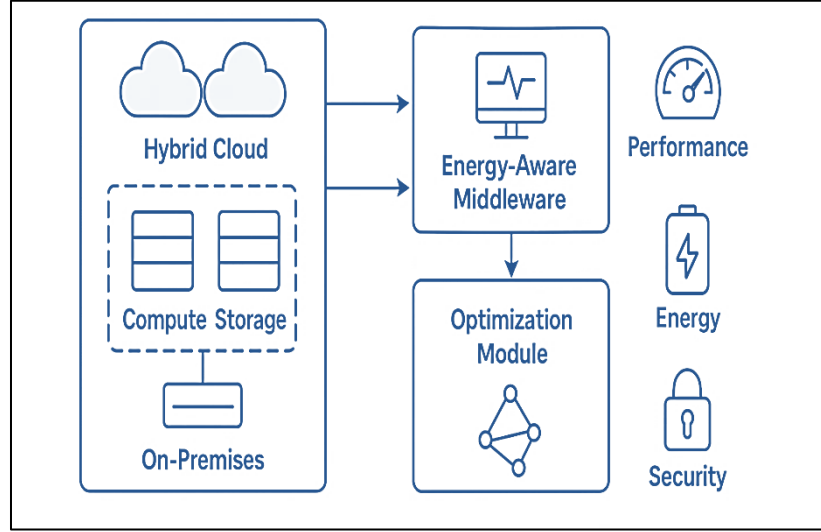 Hybrid Cloud
Compute Storage
On-Premises
Energy-Aware
Middleware
Optimization
Module
Performance
Energy
Security